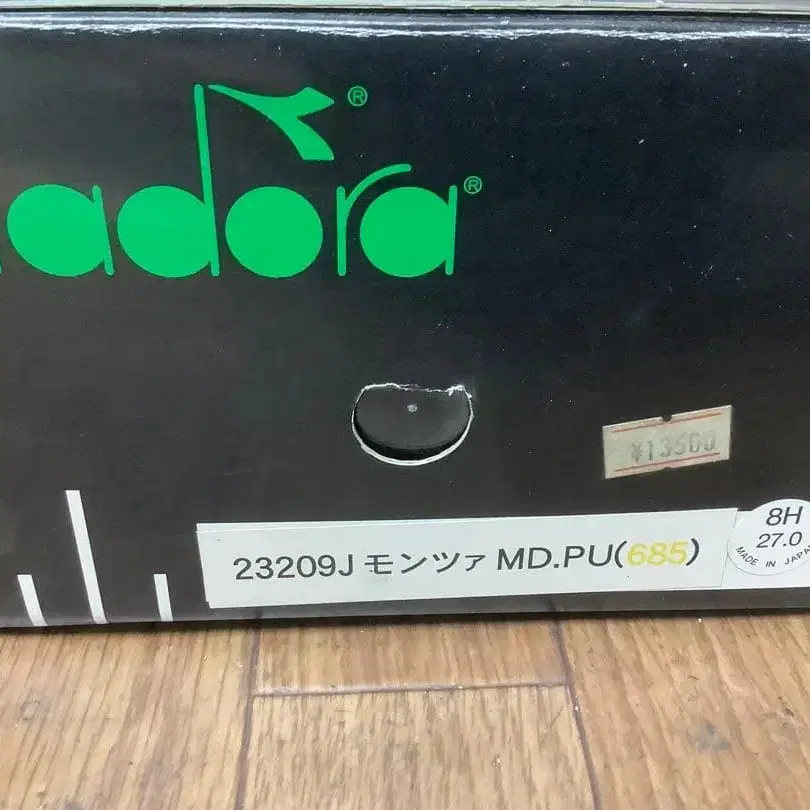 ®
adora®
¥13500
23209J モンツァ MD.PU(685)
8H
27.0
MADE IN JAPAN